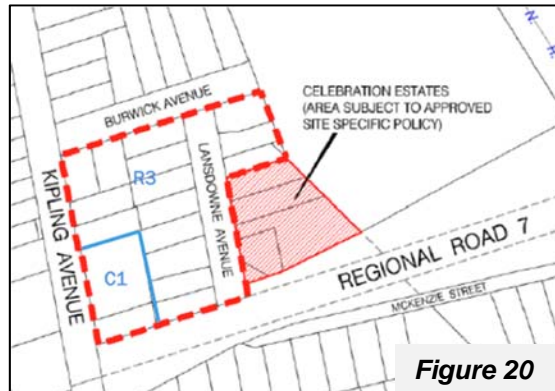 BURWICK AVENUE
CELEBRATION ESTATES
(AREA SUBJECT TO APPROVED
SITE SPECIFIC POLICY)
KIPLING AVENUE
R3
LANSDOWNE AVENUE
C1
REGIONAL ROAD 7
MCKENZIE STREET
Figure 20